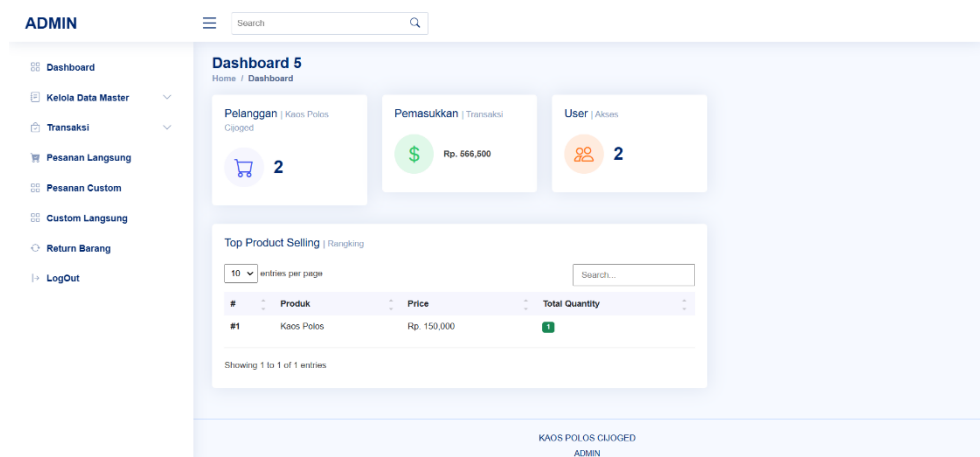 ADMIN
Search
Dashboard
Kelola Data Master
Transaksi
Pesanan Langsung
Pesanan Custom
Custom Langsung
Return Barang
LogOut
Dashboard 5
Home / Dashboard
Pelanggan | Kaos Polos
Cijoged
2
Pemasukkan | Transaksi
$
Rp. 566,500
User | Akses
2
Top Product Selling | Rangking
10 entries per page
Search...
# Produk Price Total Quantity
#1 Kaos Polos Rp. 150,000 1
Showing 1 to 1 of 1 entries
KAOS POLOS CIJOGED
ADMIN